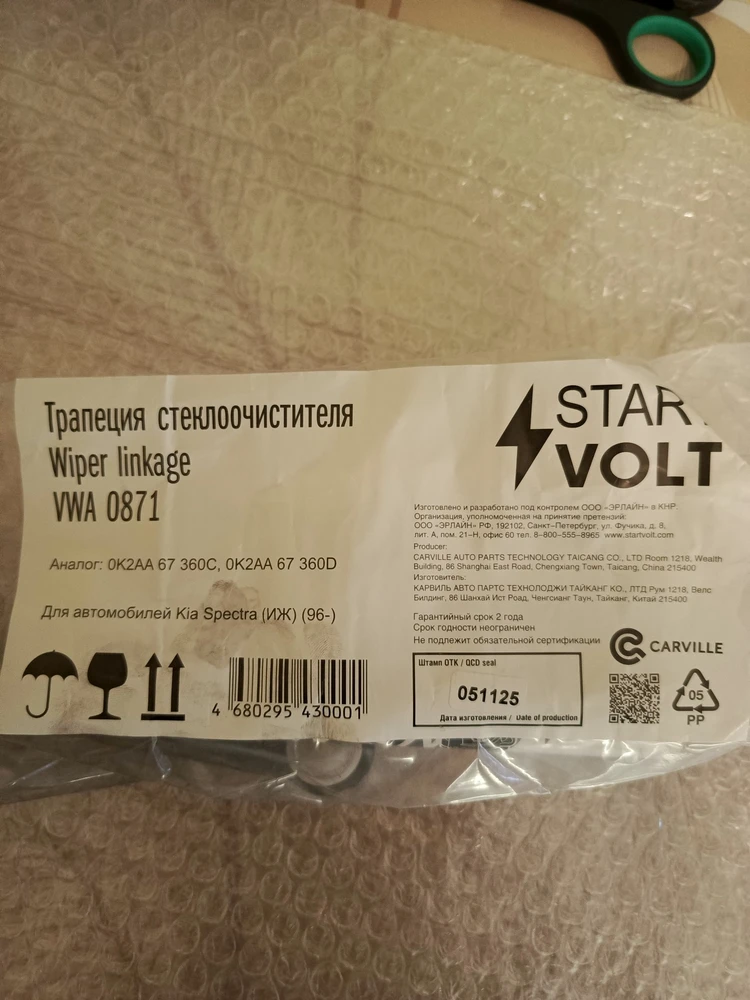 Трапеция стеклоочистителя
Wiper linkage
VWA 0871
Аналог: 0K2AA 67 360C, 0K2AA 67 360D
Для автомобилей Kia Spectra (ИЖ) (96-)
4 680295 430001
START
VOLT
Изготовлено и разработано под контролем ООО «ЭРЛАЙН» в КНР.
Организация, уполномоченная на принятие претензий:
ООО «ЭРЛАЙН» РФ, 192102, Санкт-Петербург, ул. Фучика, д. 8,
лит. А, пом. 21-Н, офис 60 тел. 8-800-555-8965 www.startvolt.com
Producer:
CARVILLE AUTO PARTS TECHNOLOGY TAICANG CO., LTD Room 1218, Wealth
Building, 86 Shanghai East Road, Chengxiang Town, Taicang, China 215400
Изготовитель:
КАРВИЛЬ АВТО ПАРТС ТЕХНОЛОДЖИ ТАЙКАНГ КО., ЛТД Рум 1218, Велс
Билдинг, 86 Шанхай Ист Роад, Ченгсианг Таун, Тайканг, Китай 215400
Гарантийный срок 2 года
Срок годности неограничен
Не подлежит обязательной сертификации
CARVILLE
Штамп ОТК / QCD seal
051125
Дата изготовления / Date of production
05
PP